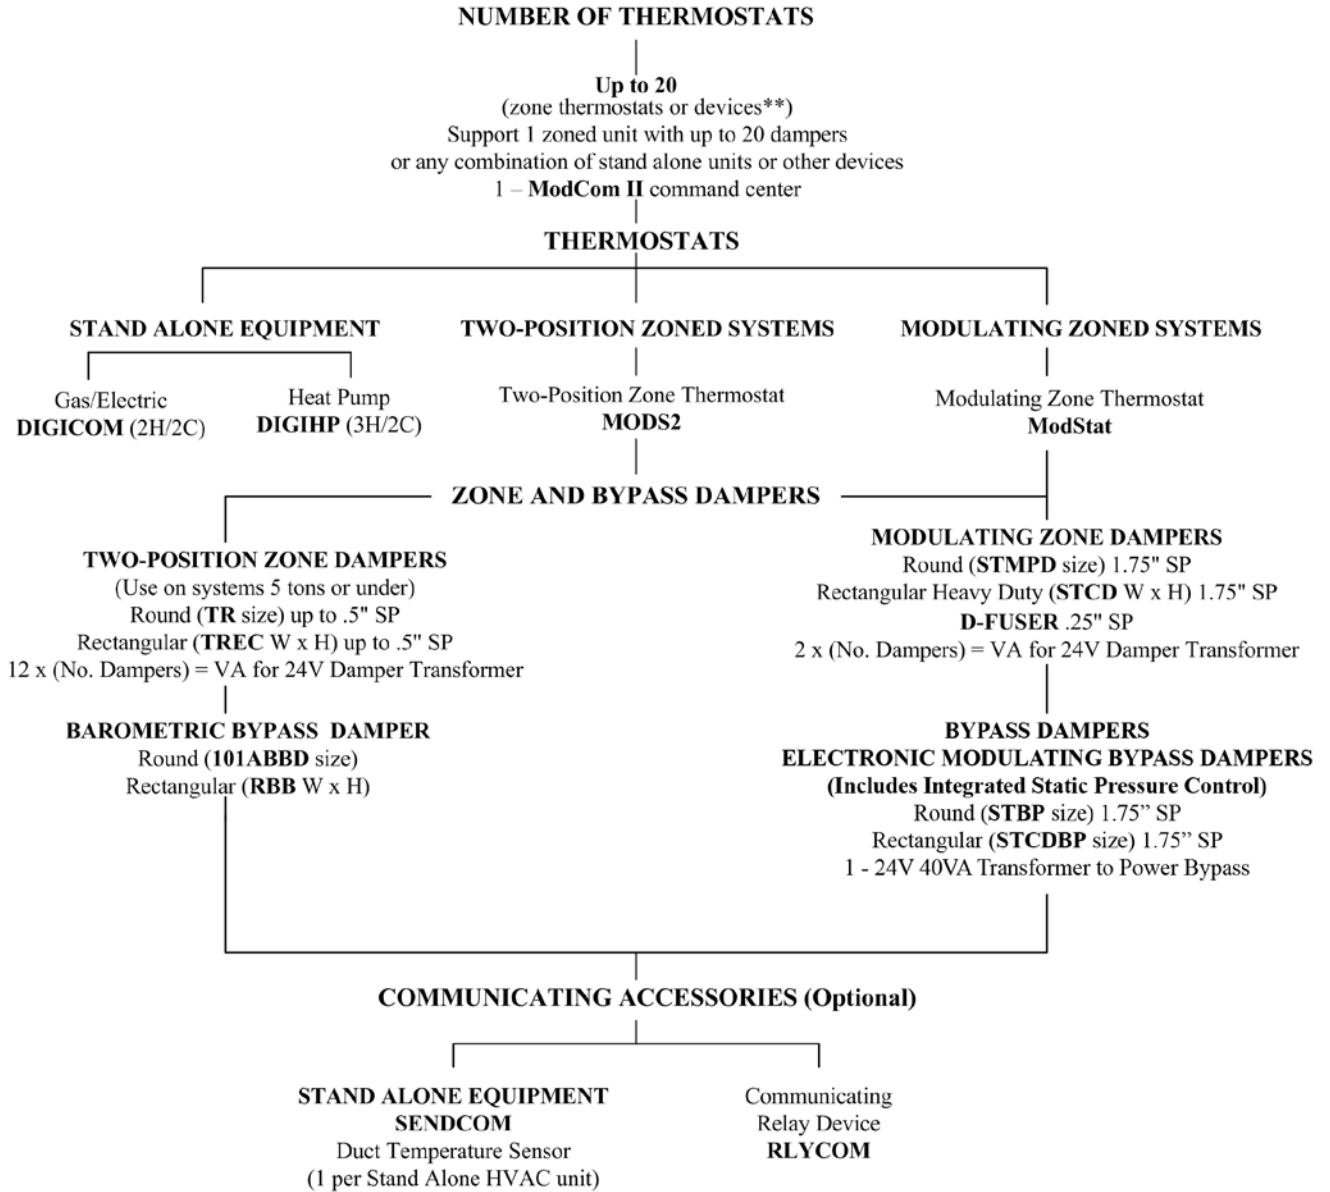 NUMBER OF THERMOSTATS
Up to 20
(zone thermostats or devices**)
Support 1 zoned unit with up to 20 dampers
or any combination of stand alone units or other devices
1 – ModCom II command center
THERMOSTATS
STAND ALONE EQUIPMENT
Gas/Electric
DIGICOM (2H/2C)
Heat Pump
DIGIHP (3H/2C)
TWO-POSITION ZONED SYSTEMS
Two-Position Zone Thermostat
MODS2
MODULATING ZONED SYSTEMS
Modulating Zone Thermostat
ModStat
ZONE AND BYPASS DAMPERS
TWO-POSITION ZONE DAMPERS
(Use on systems 5 tons or under)
Round (TR size) up to .5" SP
Rectangular (TREC W x H) up to .5" SP
12 x (No. Dampers) = VA for 24V Damper Transformer
BAROMETRIC BYPASS DAMPER
Round (101ABBD size)
Rectangular (RBB W x H)
MODULATING ZONE DAMPERS
Round (STMPD size) 1.75" SP
Rectangular Heavy Duty (STCD W x H) 1.75" SP
D-FUSER .25" SP
2 x (No. Dampers) = VA for 24V Damper Transformer
BYPASS DAMPERS
ELECTRONIC MODULATING BYPASS DAMPERS
(Includes Integrated Static Pressure Control)
Round (STBP size) 1.75” SP
Rectangular (STCDBP size) 1.75” SP
1 - 24V 40VA Transformer to Power Bypass
COMMUNICATING ACCESSORIES (Optional)
STAND ALONE EQUIPMENT
SENDCOM
Duct Temperature Sensor
(1 per Stand Alone HVAC unit)
Communicating
Relay Device
RLYCOM